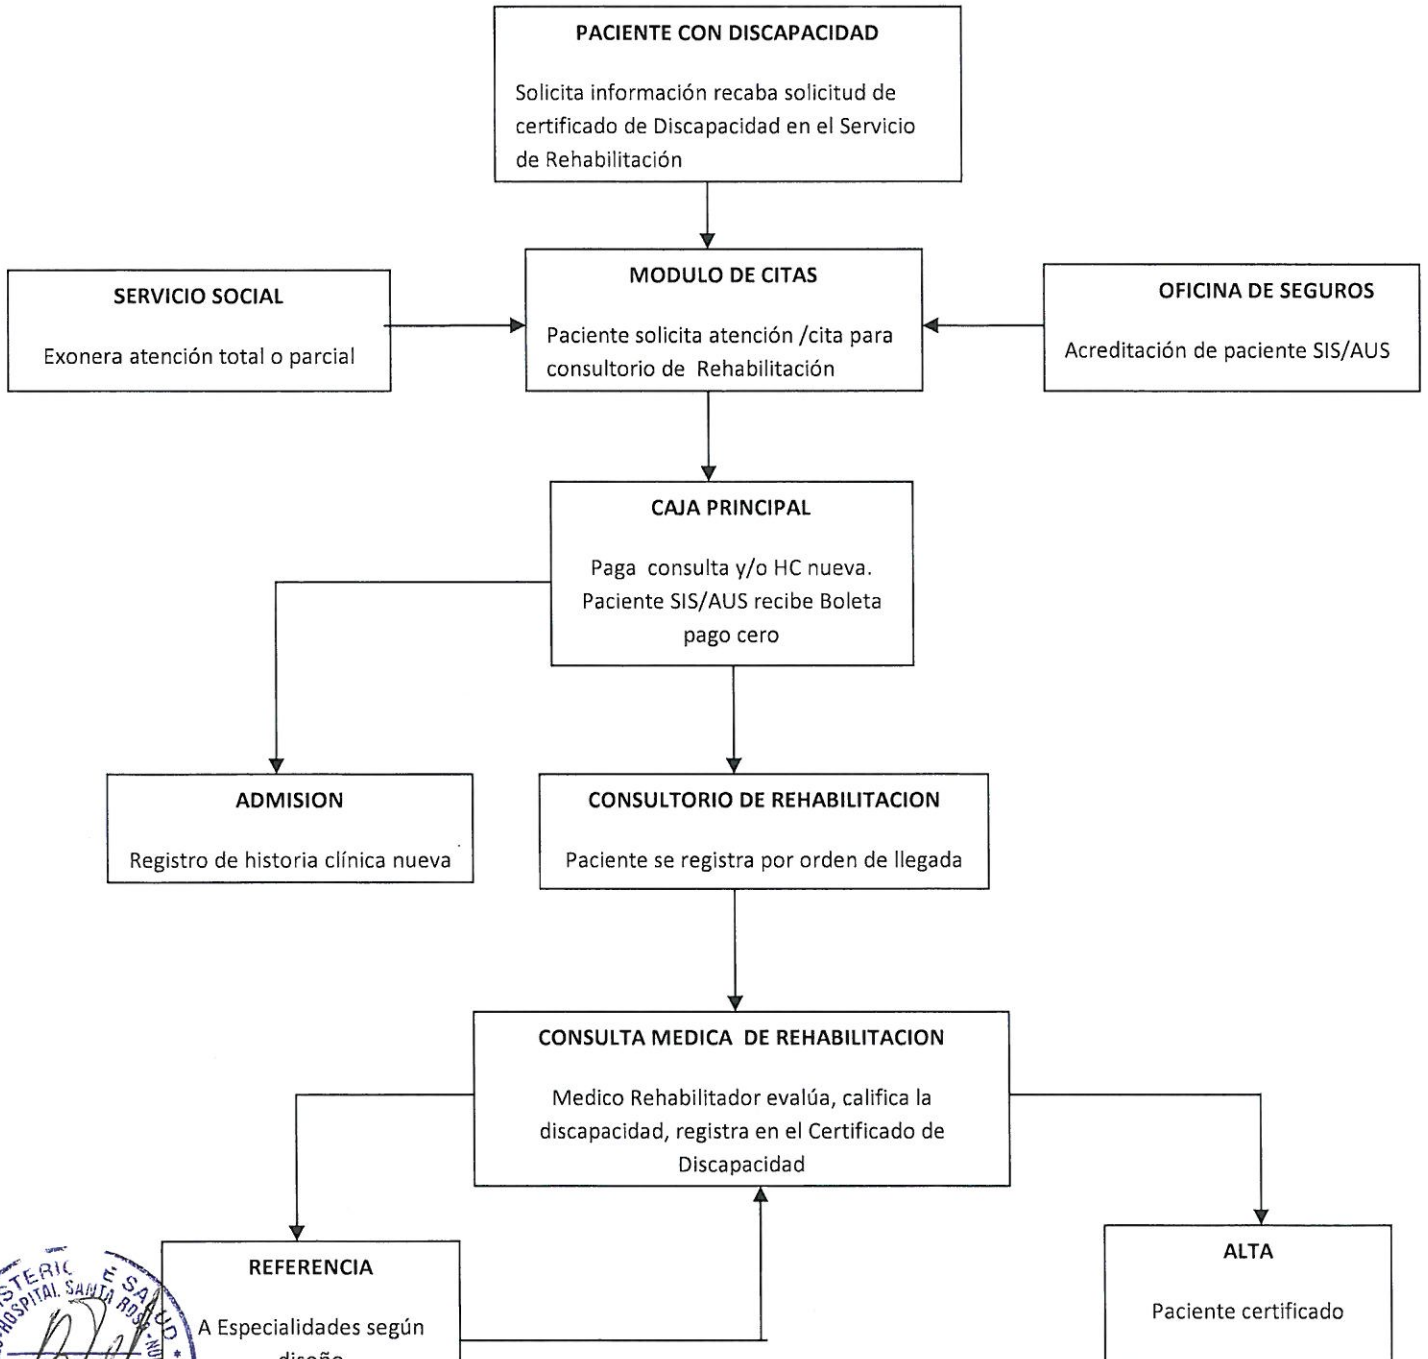 PACIENTE CON DISCAPACIDAD
Solicita información recaba solicitud de
certificado de Discapacidad en el Servicio
de Rehabilitación
SERVICIO SOCIAL
Exonera atención total o parcial
MODULO DE CITAS
Paciente solicita atención /cita para
consultorio de Rehabilitación
OFICINA DE SEGUROS
Acreditación de paciente SIS/AUS
CAJA PRINCIPAL
Paga consulta y/o HC nueva.
Paciente SIS/AUS recibe Boleta
pago cero
ADMISION
Registro de historia clínica nueva
CONSULTORIO DE REHABILITACION
Paciente se registra por orden de llegada
CONSULTA MEDICA DE REHABILITACION
Medico Rehabilitador evalúa, califica la
discapacidad, registra en el Certificado de
Discapacidad
REFERENCIA
A Especialidades según
diseño
ALTA
Paciente certificado
HOSPITAL SANTA ROSA